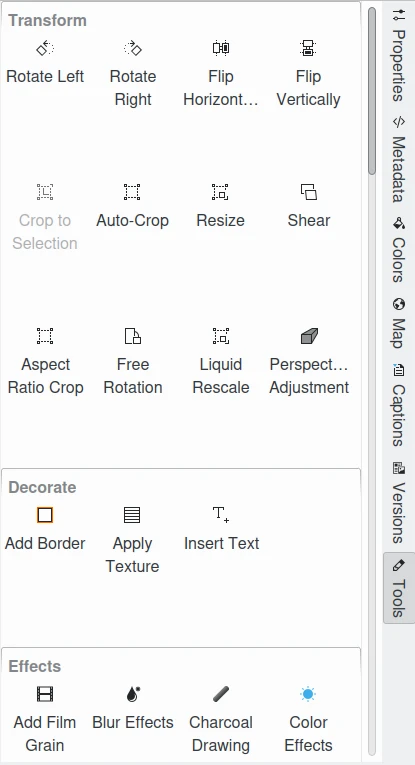 Transform
Rotate Left
Rotate
Right
Flip
Horizont…
Flip
Vertically
Crop to
Selection
Auto-Crop
Resize
Shear
Aspect
Ratio Crop
Free
Rotation
Liquid
Rescale
Perspect…
Adjustment
Decorate
Add Border
Apply
Texture
Insert Text
Effects
Add Film
Grain
Blur Effects
Charcoal
Drawing
Color
Effects
Properties
Metadata
Colors
Map
Captions
Versions
Tools